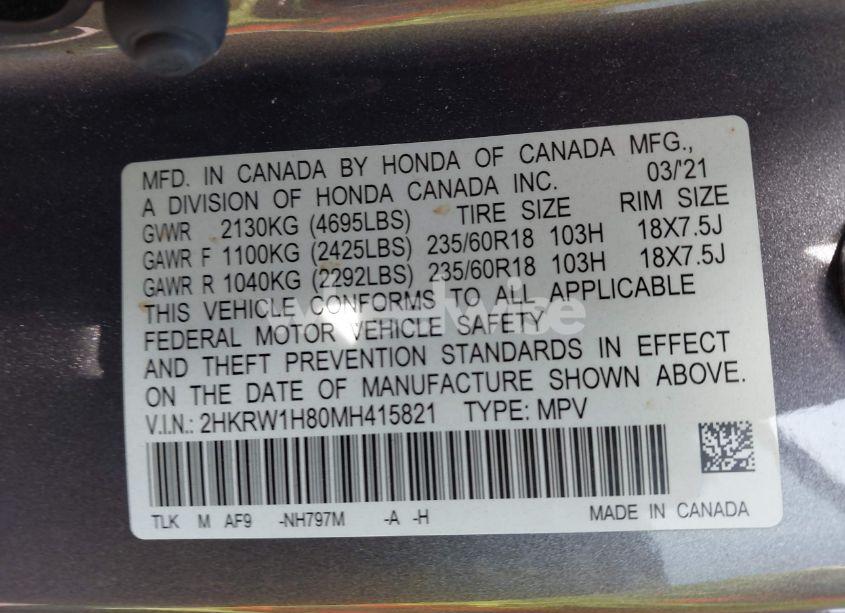 MFD. IN CANADA BY HONDA OF CANADA MFG.,
A DIVISION OF HONDA CANADA INC. 03/'21
GVWR 2130KG (4695LBS) TIRE SIZE RIM SIZE
GAWR F 1100KG (2425LBS) 235/60R18 103H 18X7.5J
GAWR R 1040KG (2292LBS) 235/60R18 103H 18X7.5J
THIS VEHICLE CONFORMS TO ALL APPLICABLE
FEDERAL MOTOR VEHICLE SAFETY
AND THEFT PREVENTION STANDARDS IN EFFECT
ON THE DATE OF MANUFACTURE SHOWN ABOVE.
V.I.N.: 2HKRW1H80MH415821 TYPE: MPV
TLK M AF9 -NH797M -A -H MADE IN CANADA